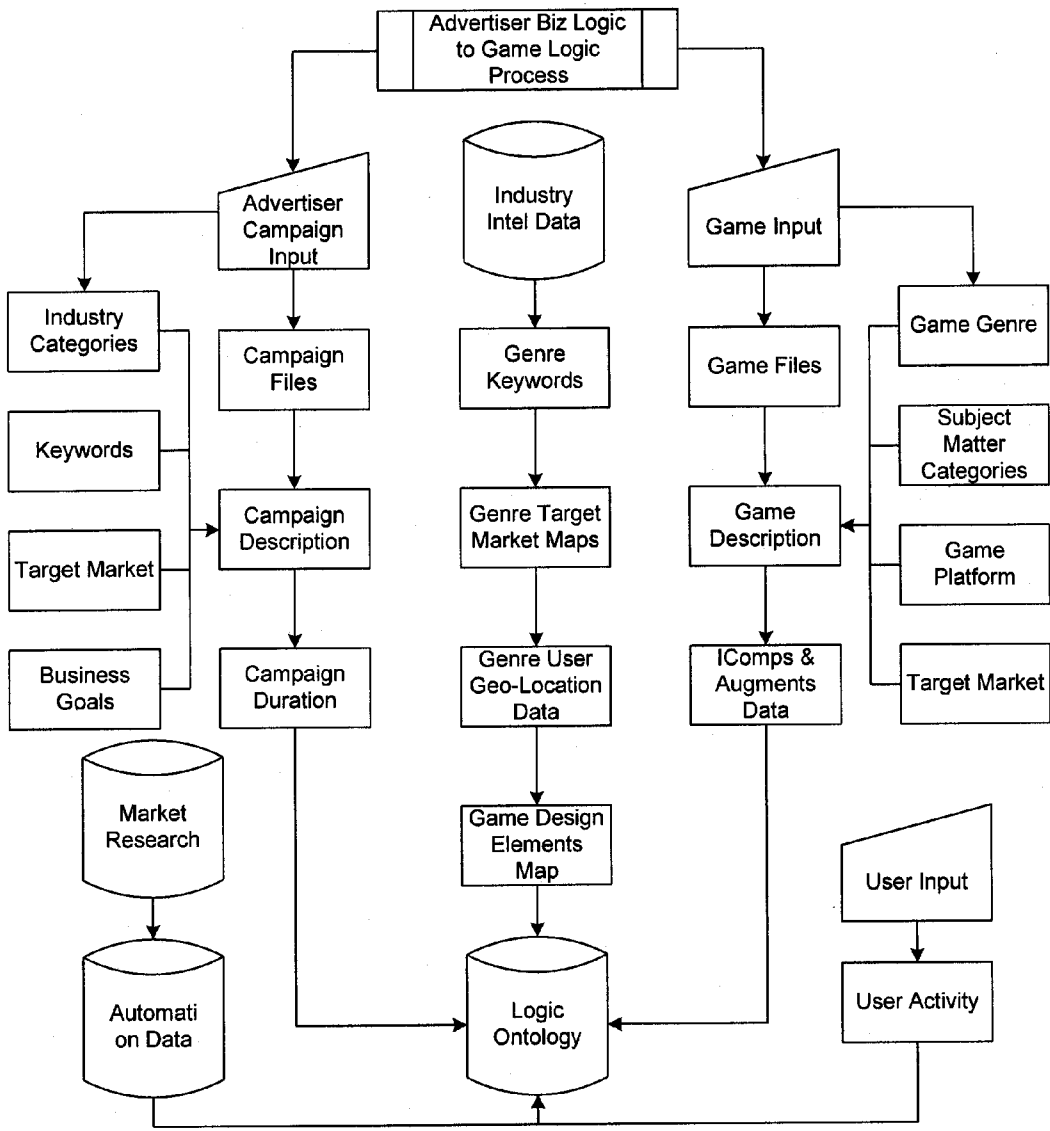 Advertiser Biz Logic
to Game Logic
Process
Industry
Intel Data
Advertiser
Campaign
Input
Game Input
Industry
Categories
Campaign
Files
Genre
Keywords
Game Files
Game Genre
Keywords
Subject
Matter
Categories
Campaign
Description
Genre Target
Market Maps
Game
Description
Target Market
Game
Platform
Business
Goals
Campaign
Duration
Genre User
Geo-Location
Data
IComps &
Augments
Data
Target Market
Market
Research
Game Design
Elements
Map
User Input
Automati
on Data
Logic
Ontology
User Activity